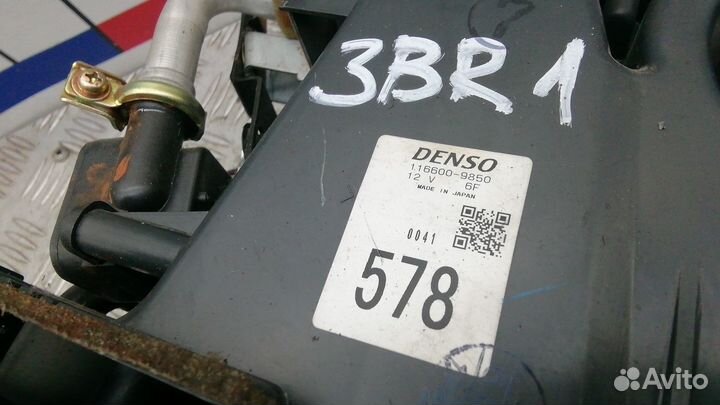 3BR1
DENSO
116600-9850
12 V 6F
MADE IN JAPAN
0041
578
Avito